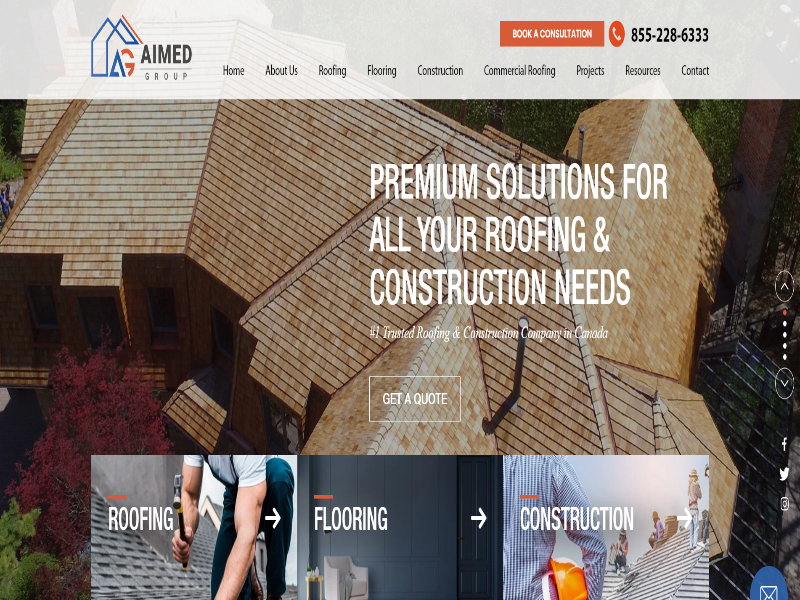 AG AIMED
GROUP
BOOK A CONSULTATION
855-228-6333
Home
About Us
Roofing
Flooring
Construction
Commercial Roofing
Projects
Resources
Contact
PREMIUM SOLUTIONS FOR
ALL YOUR ROOFING &
CONSTRUCTION NEEDS
#1 Trusted Roofing & Construction Company in Canada
GET A QUOTE
ROOFING
FLOORING
CONSTRUCTION